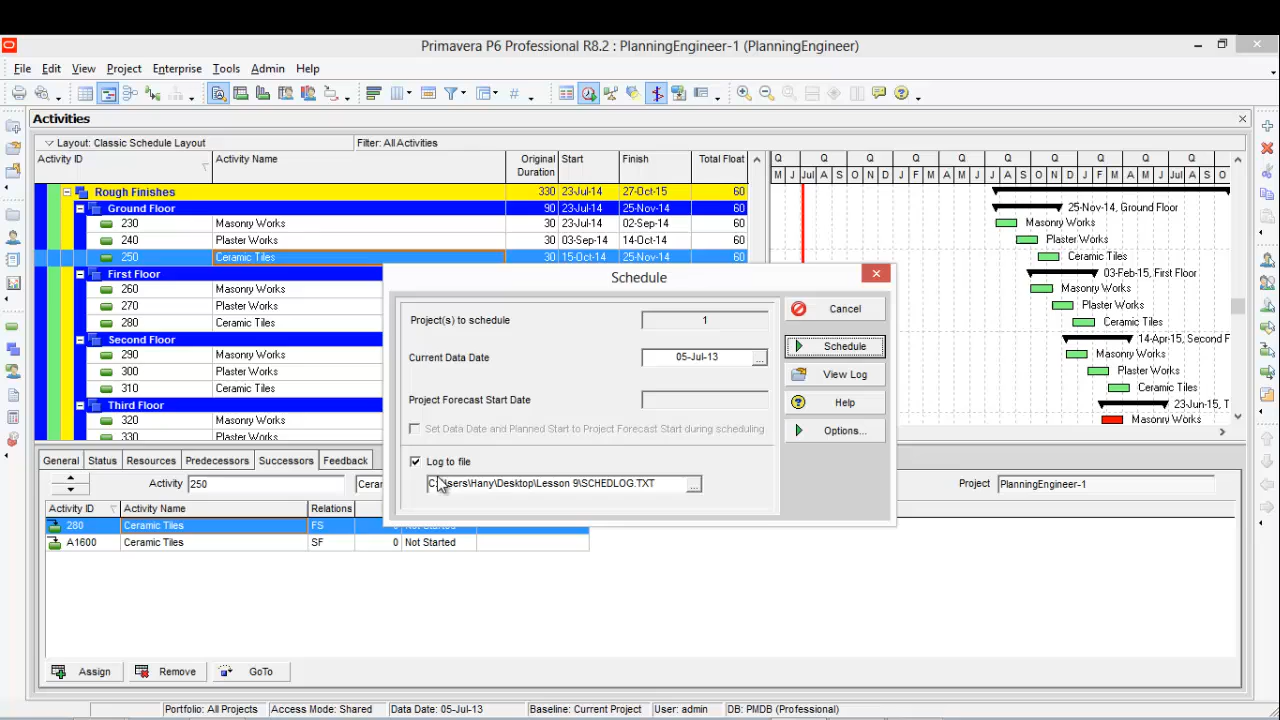 Primavera P6 Professional R8.2 : PlanningEngineer-1 (PlanningEngineer)
File Edit View Project Enterprise Tools Admin Help
Activities
Layout: Classic Schedule Layout Filter: All Activities
Activity ID Activity Name Original Duration Start Finish Total Float
Q Q Q Q Q Q Q Q Q Q
M J Jul A S O N D J F M A M J Jul A S O N D J F M A M J Jul A S O
Rough Finishes 330 23-Jul-14 27-Oct-15 60
Ground Floor 90 23-Jul-14 25-Nov-14 60 25-Nov-14, Ground Floor
230 Masonry Works 30 23-Jul-14 02-Sep-14 60 Masonry Works
240 Plaster Works 30 03-Sep-14 14-Oct-14 60 Plaster Works
250 Ceramic Tiles 30 15-Oct-14 25-Nov-14 60 Ceramic Tiles
First Floor 03-Feb-15, First Floor
260 Masonry Works Masonry Works
270 Plaster Works Plaster Works
280 Ceramic Tiles Ceramic Tiles
Second Floor 14-Apr-15, Second F
290 Masonry Works Masonry Works
300 Plaster Works Plaster Works
310 Ceramic Tiles Ceramic Tiles
Third Floor 23-Jun-15, T
320 Masonry Works Masonry Works
330 Plaster Works
Schedule
Project(s) to schedule 1
Current Data Date 05-Jul-13 ...
Project Forecast Start Date
Set Data Date and Planned Start to Project Forecast Start during scheduling
Log to file
C:\Users\Hany\Desktop\Lesson 9\SCHEDLOG.TXT ...
Cancel
Schedule
View Log
Help
Options...
General Status Resources Predecessors Successors Feedback
Activity 250 Ceran Project PlanningEngineer-1
Activity ID Activity Name Relations
280 Ceramic Tiles FS 0 Not Started
A1600 Ceramic Tiles SF 0 Not Started
Assign Remove GoTo
Portfolio: All Projects Access Mode: Shared Data Date: 05-Jul-13 Baseline: Current Project User: admin DB: PMDB (Professional)